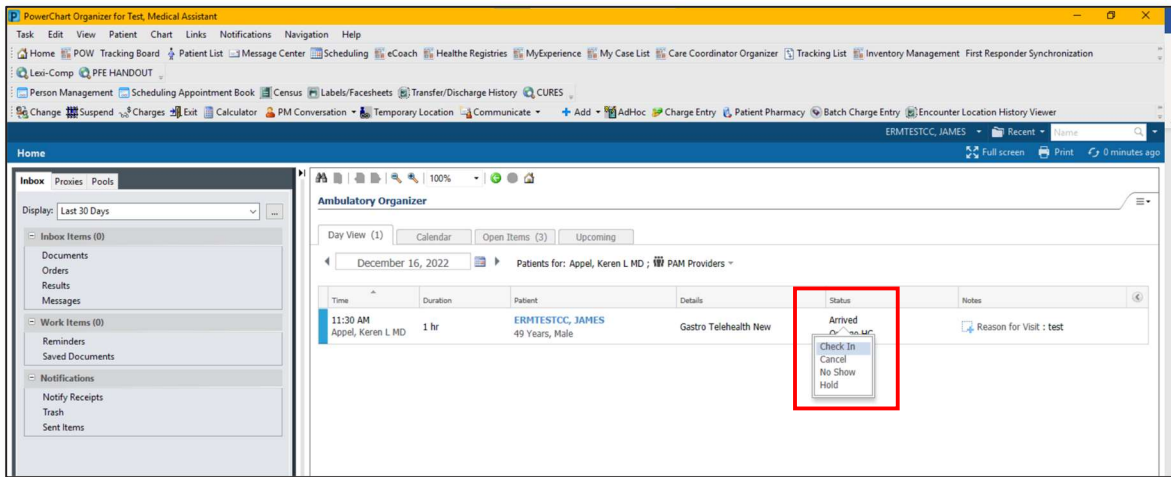 PowerChart Organizer for Test, Medical Assistant
Task Edit View Patient Chart Links Notifications Navigation Help
Home POW Tracking Board Patient List Message Center Scheduling eCoach Healthe Registries MyExperience My Case List Care Coordinator Organizer Tracking List Inventory Management First Responder Synchronization
Lexi-Comp PFE HANDOUT
Person Management Scheduling Appointment Book Census Labels/Facesheets Transfer/Discharge History CURES
Change Suspend Charges Exit Calculator PM Conversation Temporary Location Communicate Add AdHoc Charge Entry Patient Pharmacy Batch Charge Entry Encounter Location History Viewer
ERMTESTCC, JAMES Recent Name
Home Full screen Print 0 minutes ago
Inbox Proxies Pools
Display: Last 30 Days ...
Inbox Items (0)
Documents
Orders
Results
Messages
Work Items (0)
Reminders
Saved Documents
Notifications
Notify Receipts
Trash
Sent Items
100%
Ambulatory Organizer
Day View (1) Calendar Open Items (3) Upcoming
December 16, 2022 Patients for: Appel, Keren L MD ; PAM Providers
Time Duration Patient Details Status Notes
11:30 AM
Appel, Keren L MD
1 hr
ERMTESTCC, JAMES
49 Years, Male
Gastro Telehealth New
Arrived
HC
Reason for Visit : test
Check In
Cancel
No Show
Hold